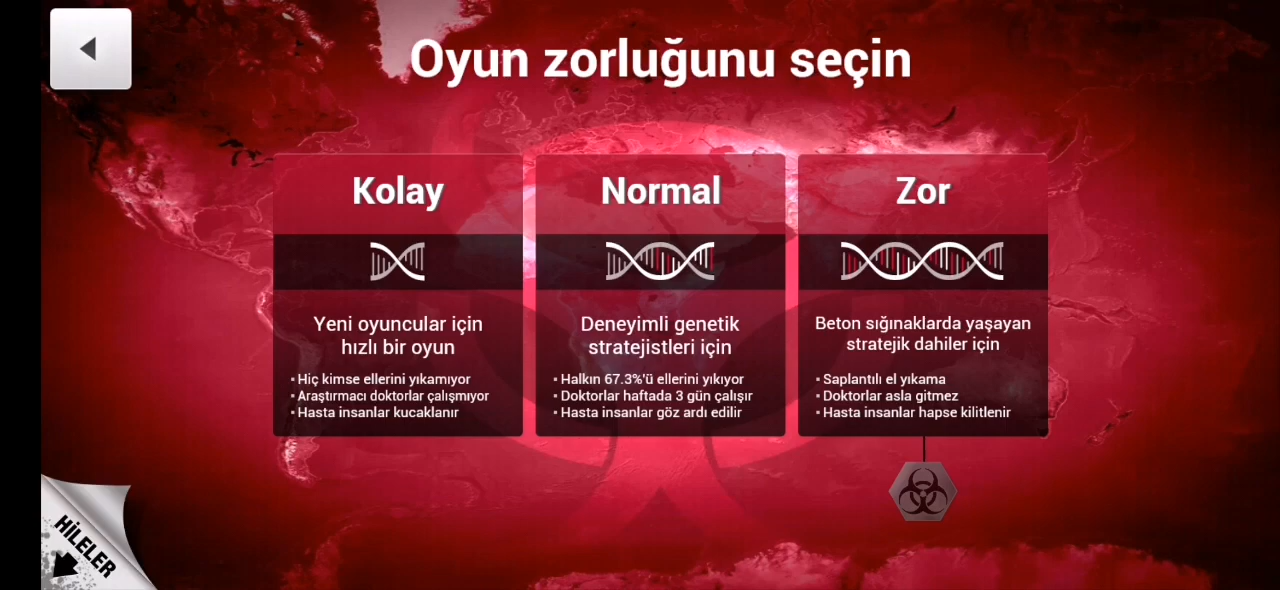 Oyun zorluğunu seçin
Kolay
Yeni oyuncular için
hızlı bir oyun
▪ Hiç kimse ellerini yıkamıyor
▪ Araştırmacı doktorlar çalışmıyor
▪ Hasta insanlar kucaklanır
Normal
Deneyimli genetik
stratejistleri için
▪ Halkın 67.3%'ü ellerini yıkıyor
▪ Doktorlar haftada 3 gün çalışır
▪ Hasta insanlar göz ardı edilir
Zor
Beton sığınaklarda yaşayan
stratejik dahiler için
▪ Saplantılı el yıkama
▪ Doktorlar asla gitmez
▪ Hasta insanlar hapse kilitlenir
HİLELER